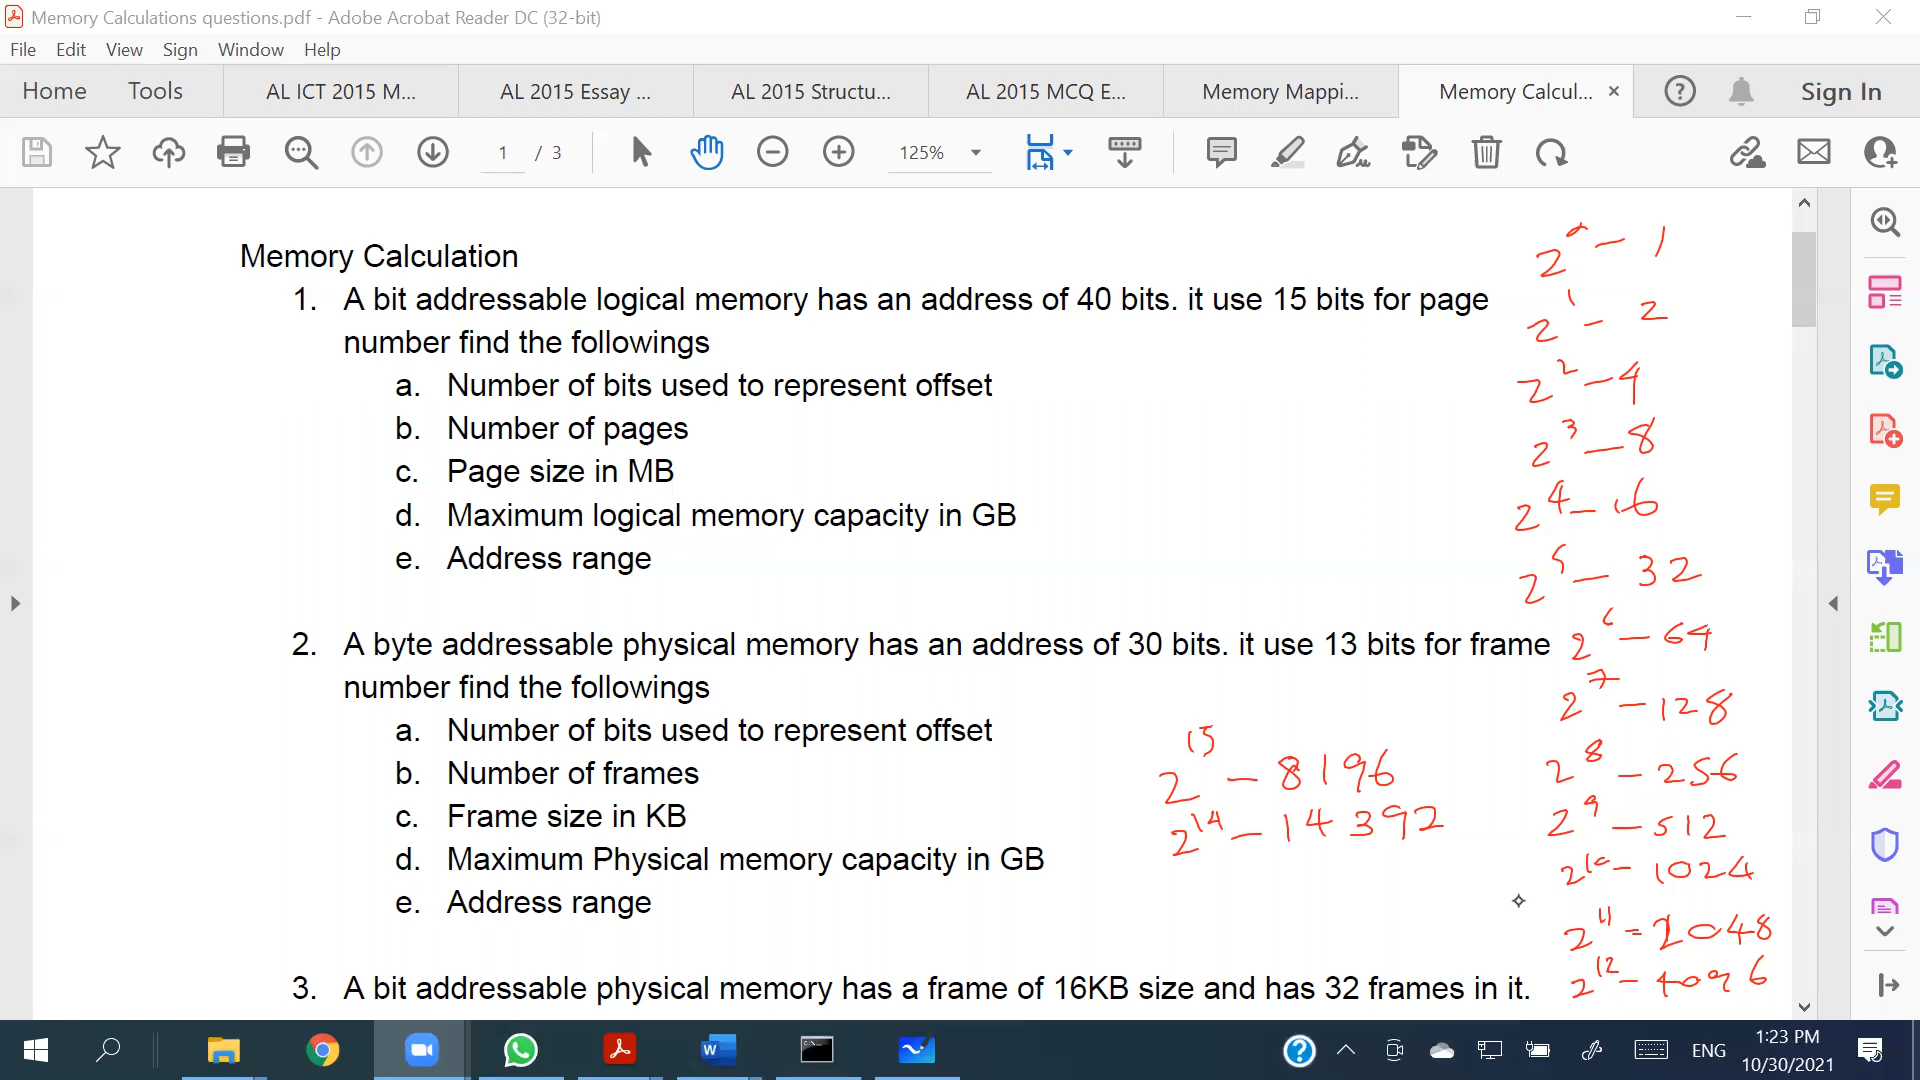 Memory Calculations questions.pdf - Adobe Acrobat Reader DC (32-bit)
File Edit View Sign Window Help
Home Tools AL ICT 2015 M... AL 2015 Essay ... AL 2015 Structu... AL 2015 MCQ E... Memory Mappi... Memory Calcul... × ? Sign In
1 / 3 125%
Memory Calculation
1. A bit addressable logical memory has an address of 40 bits. it use 15 bits for page
number find the followings
a. Number of bits used to represent offset
b. Number of pages
c. Page size in MB
d. Maximum logical memory capacity in GB
e. Address range
2. A byte addressable physical memory has an address of 30 bits. it use 13 bits for frame
number find the followings
a. Number of bits used to represent offset
b. Number of frames
c. Frame size in KB
d. Maximum Physical memory capacity in GB
e. Address range
3. A bit addressable physical memory has a frame of 16KB size and has 32 frames in it.
2⁰ – 1
2¹ – 2
2² – 4
2³ – 8
2⁴ – 16
2⁵ – 32
2⁶ – 64
2⁷ – 128
2⁸ – 256
2⁹ – 512
2¹⁰ – 1024
2¹¹ = 2048
2¹² – 4096
2¹³ – 8196
2¹⁴ – 14392
ENG
1:23 PM
10/30/2021